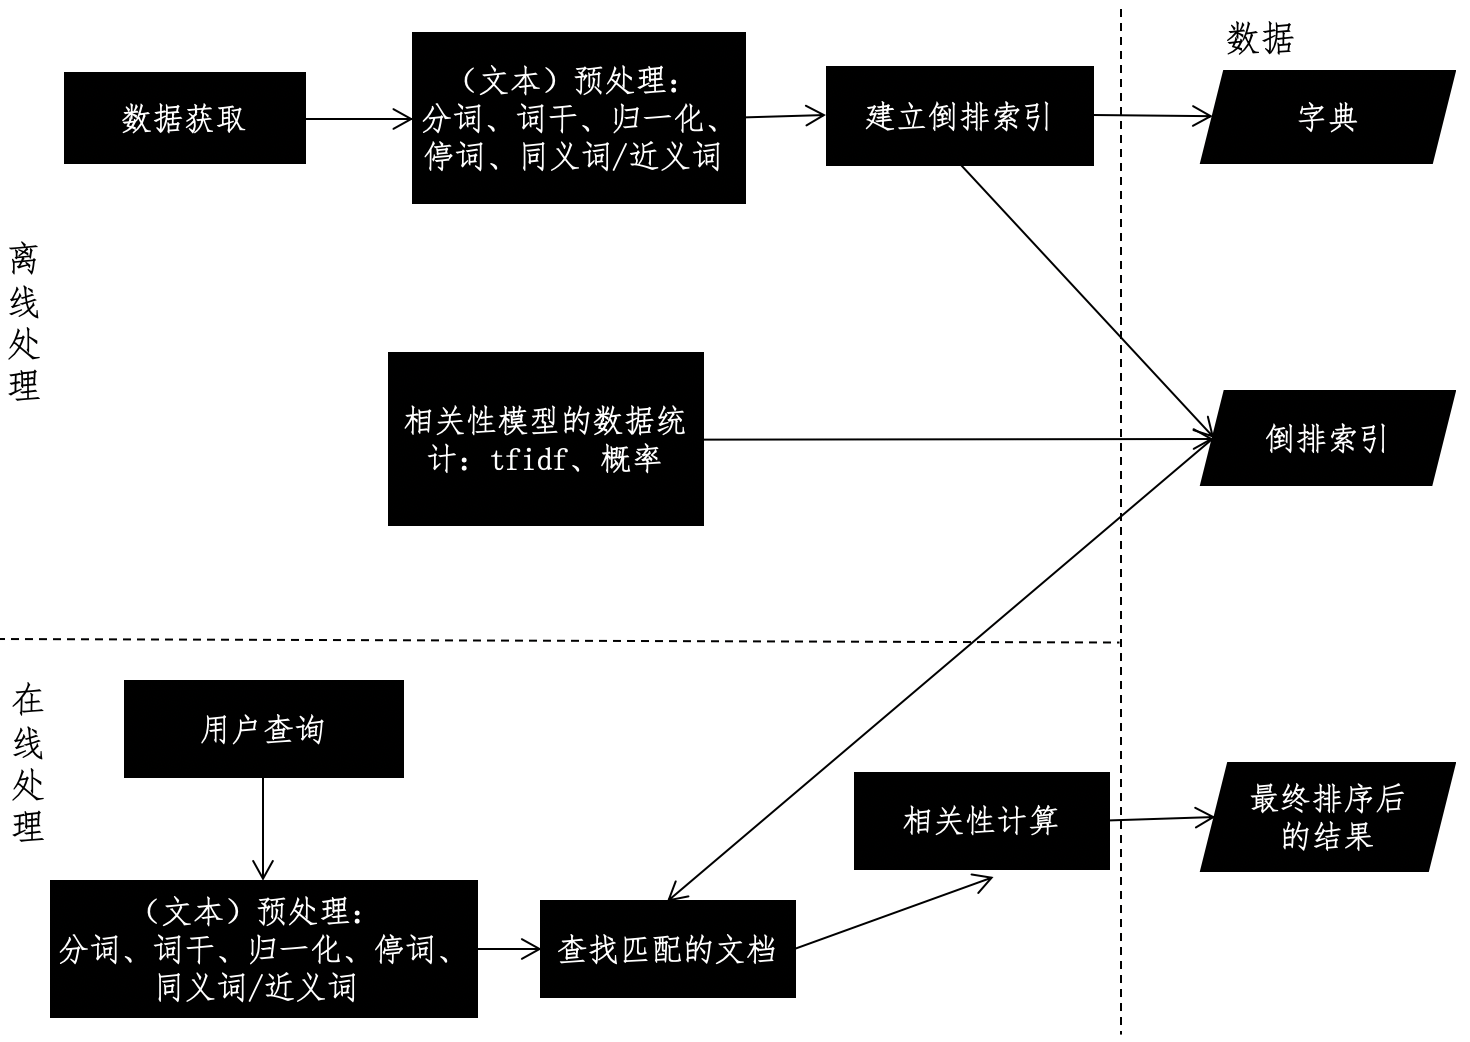 数据
数据获取
（文本）预处理：
分词、词干、归一化、
停词、同义词/近义词
建立倒排索引
字典
离
线
处
理
相关性模型的数据统
计：tfidf、概率
倒排索引
在
线
处
理
用户查询
（文本）预处理：
分词、词干、归一化、停词、
同义词/近义词
查找匹配的文档
相关性计算
最终排序后
的结果